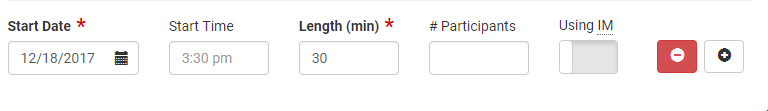 Start Date * Start Time Length (min) * # Participants Using IM
12/18/2017 3:30 pm 30